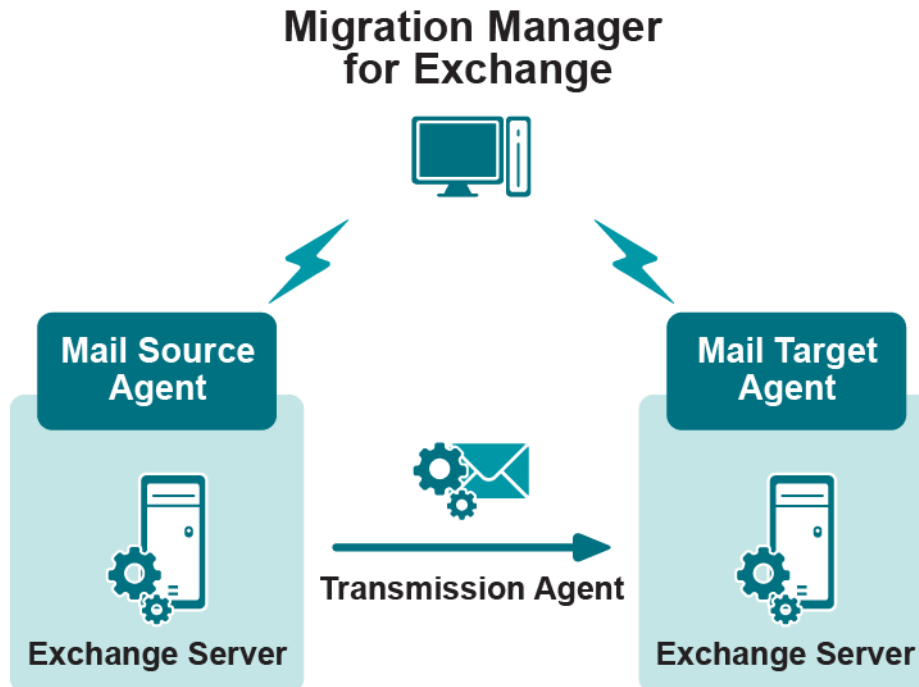 Migration Manager
for Exchange
Mail Source
Agent
Mail Target
Agent
Transmission Agent
Exchange Server
Exchange Server